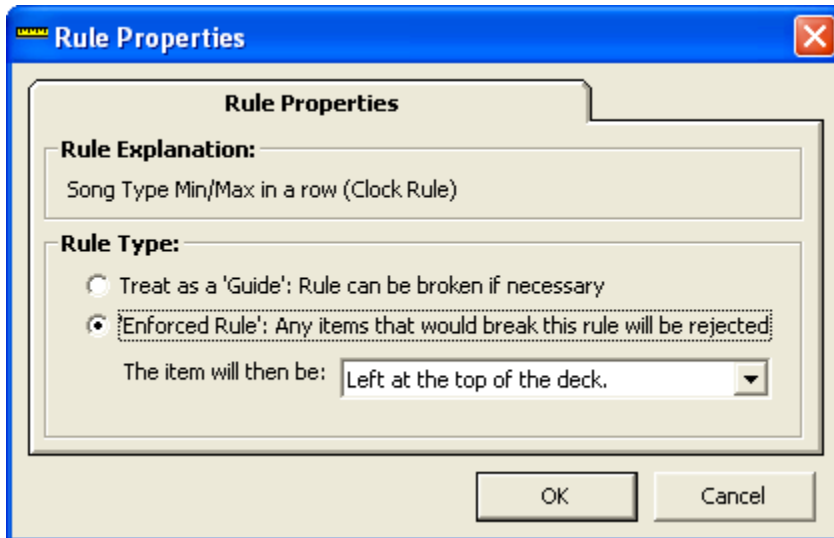 Rule Properties
Rule Properties
Rule Explanation:
Song Type Min/Max in a row (Clock Rule)
Rule Type:
Treat as a 'Guide': Rule can be broken if necessary
'Enforced Rule': Any items that would break this rule will be rejected
The item will then be: Left at the top of the deck.
OK Cancel